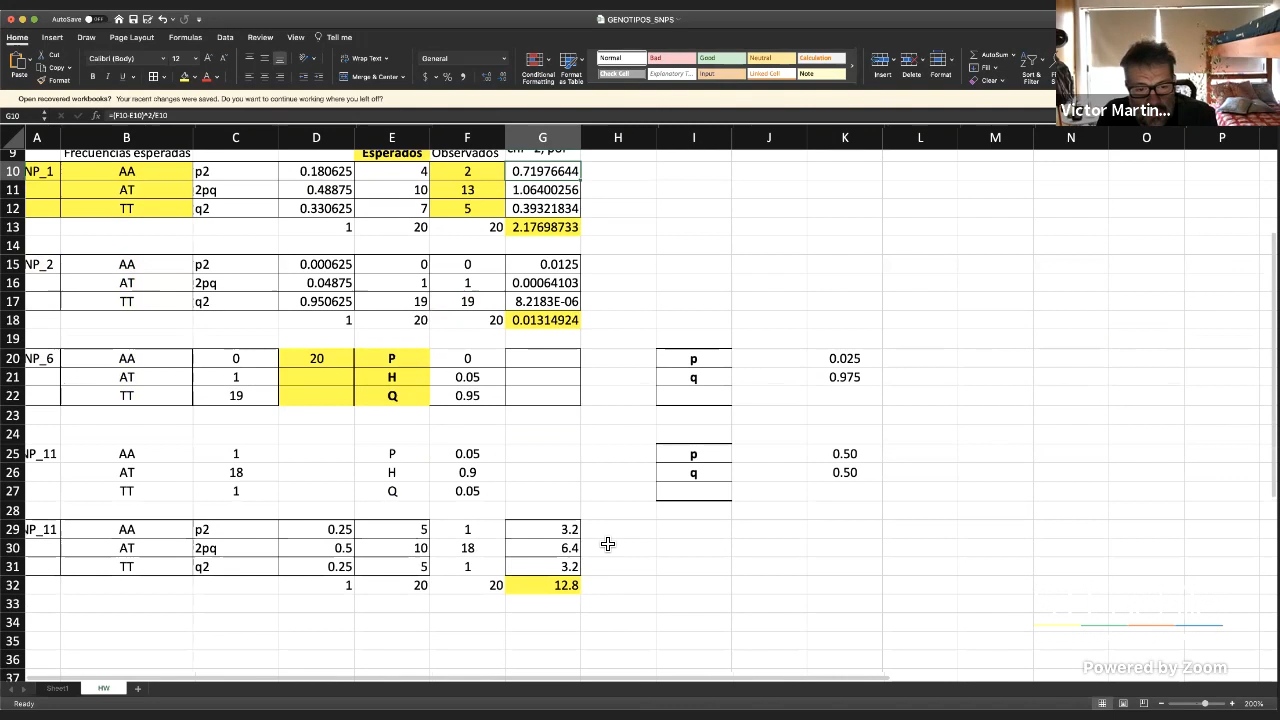 AutoSave OFF GENOTIPOS_SNPS
Home Insert Draw Page Layout Formulas Data Review View Tell me
Paste Cut Copy Format Calibri (Body) 12 Wrap Text General Normal Bad Good Neutral Calculation Insert Delete Format AutoSum Fill Clear Sort & Filter
B I U Merge & Center $ % Conditional Formatting Format as Table Check Cell Explanatory T... Input Linked Cell Note
Victor Martin...
Open recovered workbooks? Your recent changes were saved. Do you want to continue working where you left off?
G10 fx =(F10-E10)^2/E10
A B C D E F G H I J K L M N O P
9 Frecuencias esperadas Esperados Observados
10 NP_1 AA p2 0.180625 4 2 0.71976644
11 AT 2pq 0.48875 10 13 1.06400256
12 TT q2 0.330625 7 5 0.39321834
13 1 20 20 2.17698733
14
15 NP_2 AA p2 0.000625 0 0 0.0125
16 AT 2pq 0.04875 1 1 0.00064103
17 TT q2 0.950625 19 19 8.2183E-06
18 1 20 20 0.01314924
19
20 NP_6 AA 0 20 P 0 p 0.025
21 AT 1 H 0.05 q 0.975
22 TT 19 Q 0.95
23
24
25 NP_11 AA 1 P 0.05 p 0.50
26 AT 18 H 0.9 q 0.50
27 TT 1 Q 0.05
28
29 NP_11 AA p2 0.25 5 1 3.2
30 AT 2pq 0.5 10 18 6.4
31 TT q2 0.25 5 1 3.2
32 1 20 20 12.8
33
34
35
36
37
Powered by Zoom
Sheet1 HW +
Ready 200%